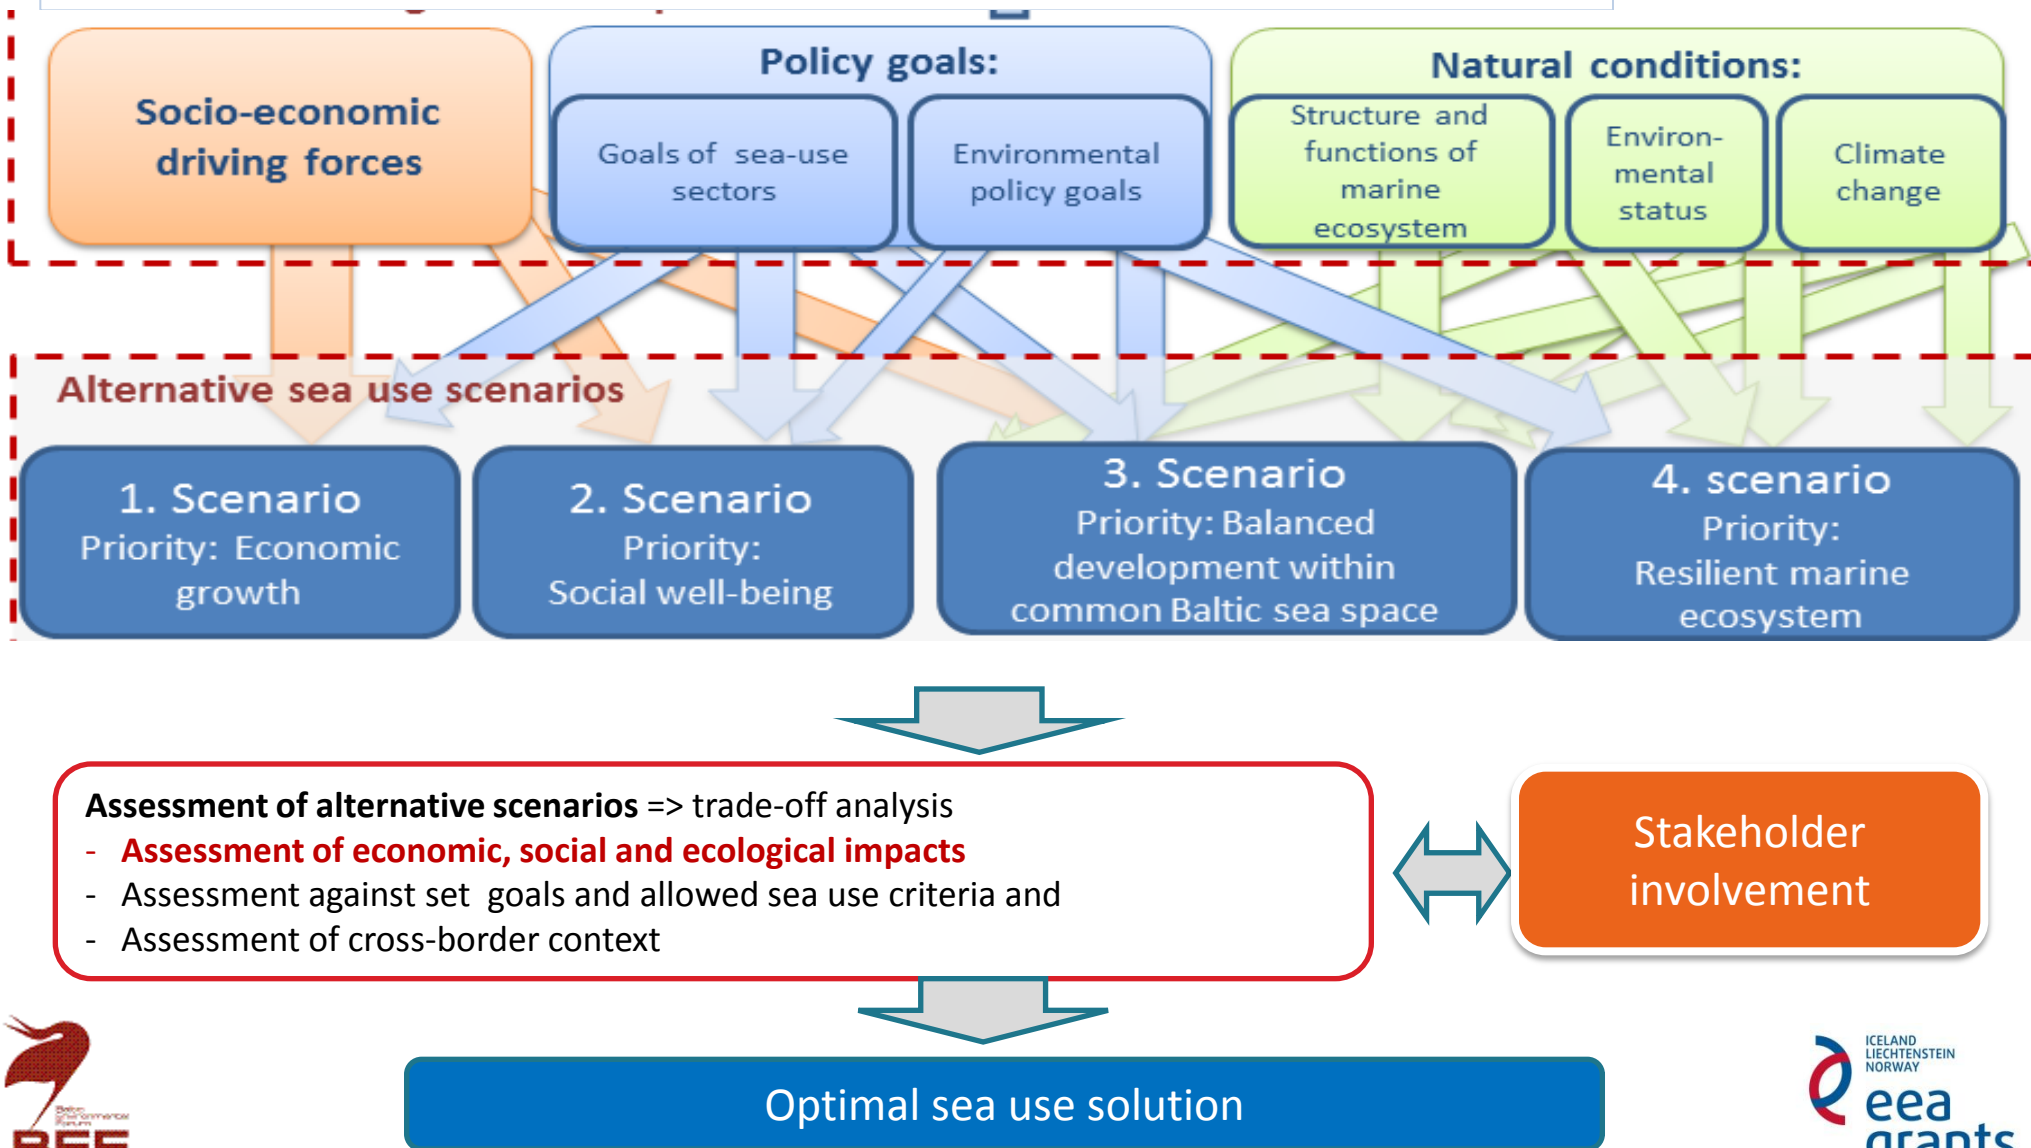 Socio-economic
driving forces
Policy goals:
Goals of sea-use
sectors
Environmental
policy goals
Natural conditions:
Structure and
functions of
marine
ecosystem
Environ-
mental
status
Climate
change
Alternative sea use scenarios
1. Scenario
Priority: Economic
growth
2. Scenario
Priority:
Social well-being
3. Scenario
Priority: Balanced
development within
common Baltic sea space
4. scenario
Priority:
Resilient marine
ecosystem
Assessment of alternative scenarios => trade-off analysis
- Assessment of economic, social and ecological impacts
- Assessment against set goals and allowed sea use criteria and
- Assessment of cross-border context
Stakeholder
involvement
Optimal sea use solution
Baltic
Environmental
Forum
BEF
ICELAND
LIECHTENSTEIN
NORWAY
eea
grants